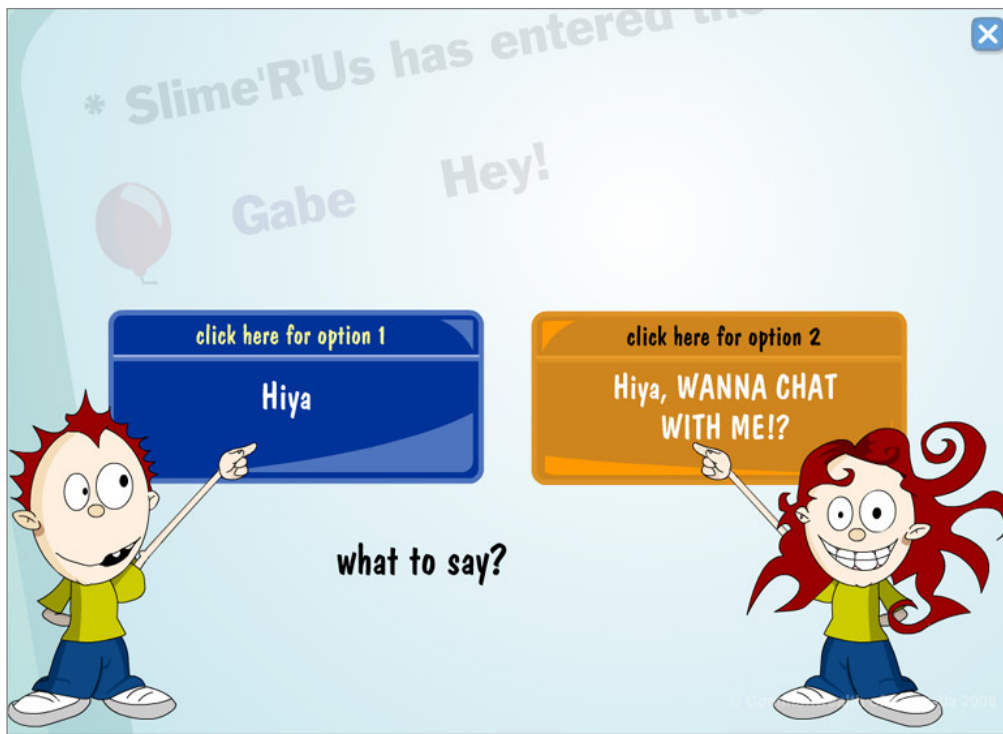 * Slime'R'Us has entered the
Gabe Hey!
click here for option 1
Hiya
click here for option 2
Hiya, WANNA CHAT
WITH ME!?
what to say?